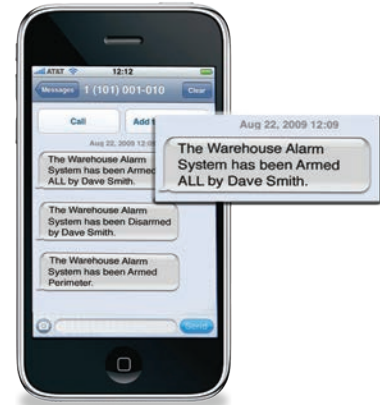 AT&T
12:12
Messages
1 (101) 001-010
Clear
Call
Add
Aug 22, 2009 12:09
The Warehouse Alarm
System has been Armed
ALL by Dave Smith.
The Warehouse Alarm
System has been Disarmed
by Dave Smith.
The Warehouse Alarm
System has been Armed
Perimeter.
Send
Aug 22, 2009 12:09
The Warehouse Alarm
System has been Armed
ALL by Dave Smith.